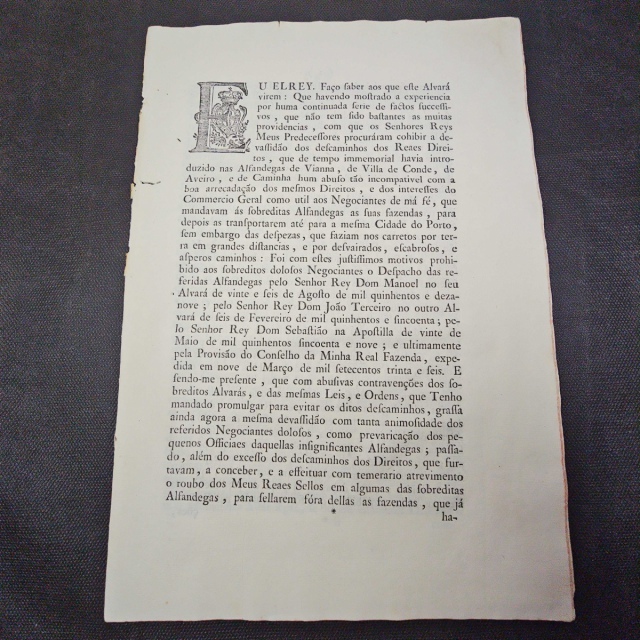 EU ELREY. Faço saber aos que este Alvará
virem : Que havendo mostrado a experiencia
por huma continuada serie de factos successi-
vos , que não tem sido bastantes as muitas
providencias , com que os Senhores Reys
Meus Predecessores procuráram cohibir a de-
vassidão dos descaminhos dos Reaes Direi-
tos , que de tempo immemorial havia intro-
duzido nas Alfandegas de Vianna, de Villa de Conde, de
Aveiro , e de Caminha hum abuso tão incompativel com a
boa arrecadação dos mesmos Direitos , e dos interesses do
Commercio Geral como util aos Negociantes de má fé, que
mandavam ás sobreditas Alfandegas as suas fazendas , para
depois as transportarem até para a mesma Cidade do Porto,
sem embargo das despezas, que faziam nos carretos por ter-
ra em grandes distancias, e por desvairados, escabrosos, e
asperos caminhos : Foi com estes justissimos motivos prohi-
bido aos sobreditos dolosos Negociantes o Despacho das re-
feridas Alfandegas pelo Senhor Rey Dom Manoel no seu
Alvará de vinte e seis de Agosto de mil quinhentos e deza-
nove ; pelo Senhor Rey Dom João Terceiro no outro Al-
vará de seis de Fevereiro de mil quinhentos e sincoenta ; pe-
lo Senhor Rey Dom Sebastião na Apostilla de vinte de
Maio de mil quinhentos sincoenta e nove ; e ultimamente
pela Provisão do Conselho da Minha Real Fazenda, expe-
dida em nove de Março de mil setecentos trinta e seis. E
sendo-me presente , que com abusivas contravenções dos so-
breditos Alvarás, e das mesmas Leis, e Ordens, que Tenho
mandado promulgar para evitar os ditos descaminhos, grassa
ainda agora a mesma devassidão com tanta animosidade dos
referidos Negociantes dolosos , como prevaricação dos pe-
quenos Officiaes daquellas insignificantes Alfandegas ; passa-
do, além do excesso dos descaminhos dos Direitos, que fur-
tavam, a conceber, e a effeituar com temerario atrevimento
o roubo dos Meus Reaes Sellos em algumas das sobreditas
Alfandegas, para sellarem fóra dellas as fazendas , que já
*
ha-